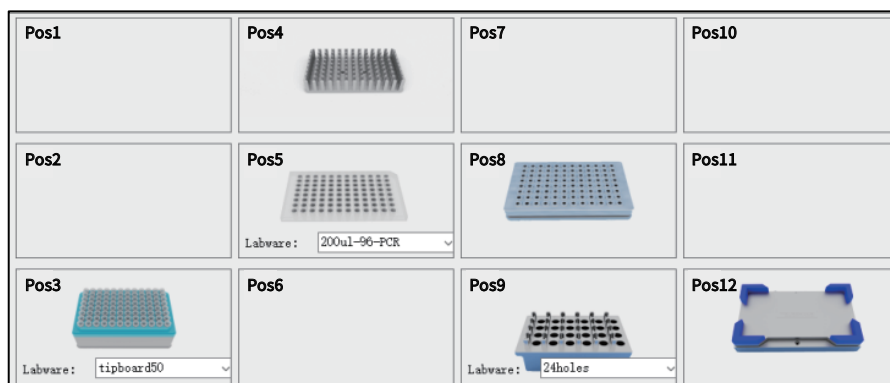 Pos1
Pos4
Pos7
Pos10
Pos2
Pos5
Labware: 200ul-96-PCR
Pos8
Pos11
Pos3
Labware: tipboard50
Pos6
Pos9
Labware: 24holes
Pos12